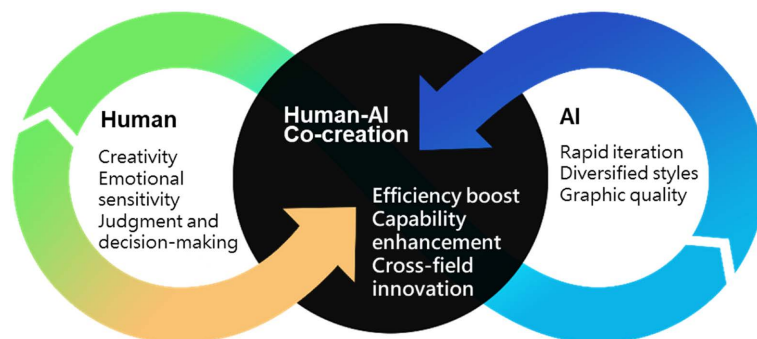 Human
Creativity
Emotional
sensitivity
Judgment and
decision-making
Human-AI
Co-creation
Efficiency boost
Capability
enhancement
Cross-field
innovation
AI
Rapid iteration
Diversified styles
Graphic quality